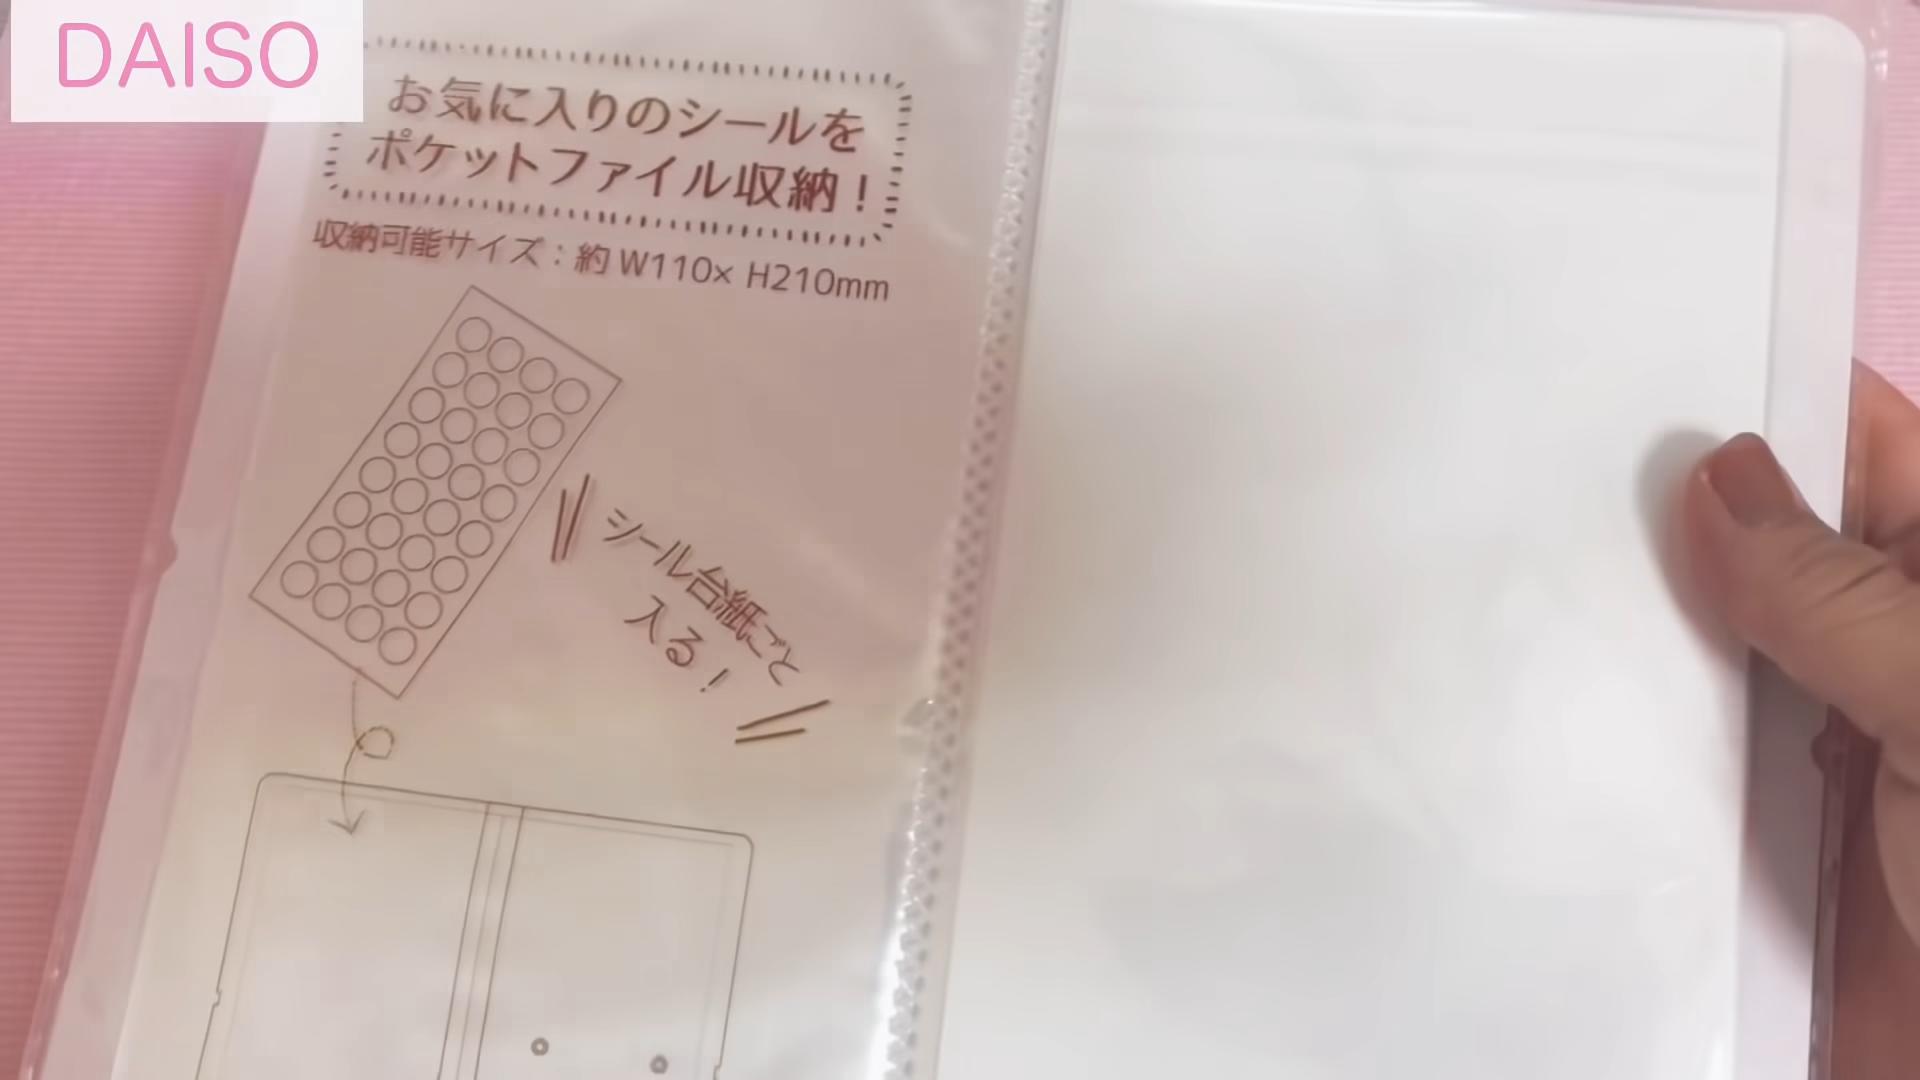 DAISO
お気に入りのシールを
ポケットファイル収納!
収納可能サイズ:約 W110× H210mm
シール台紙ごと
入る!